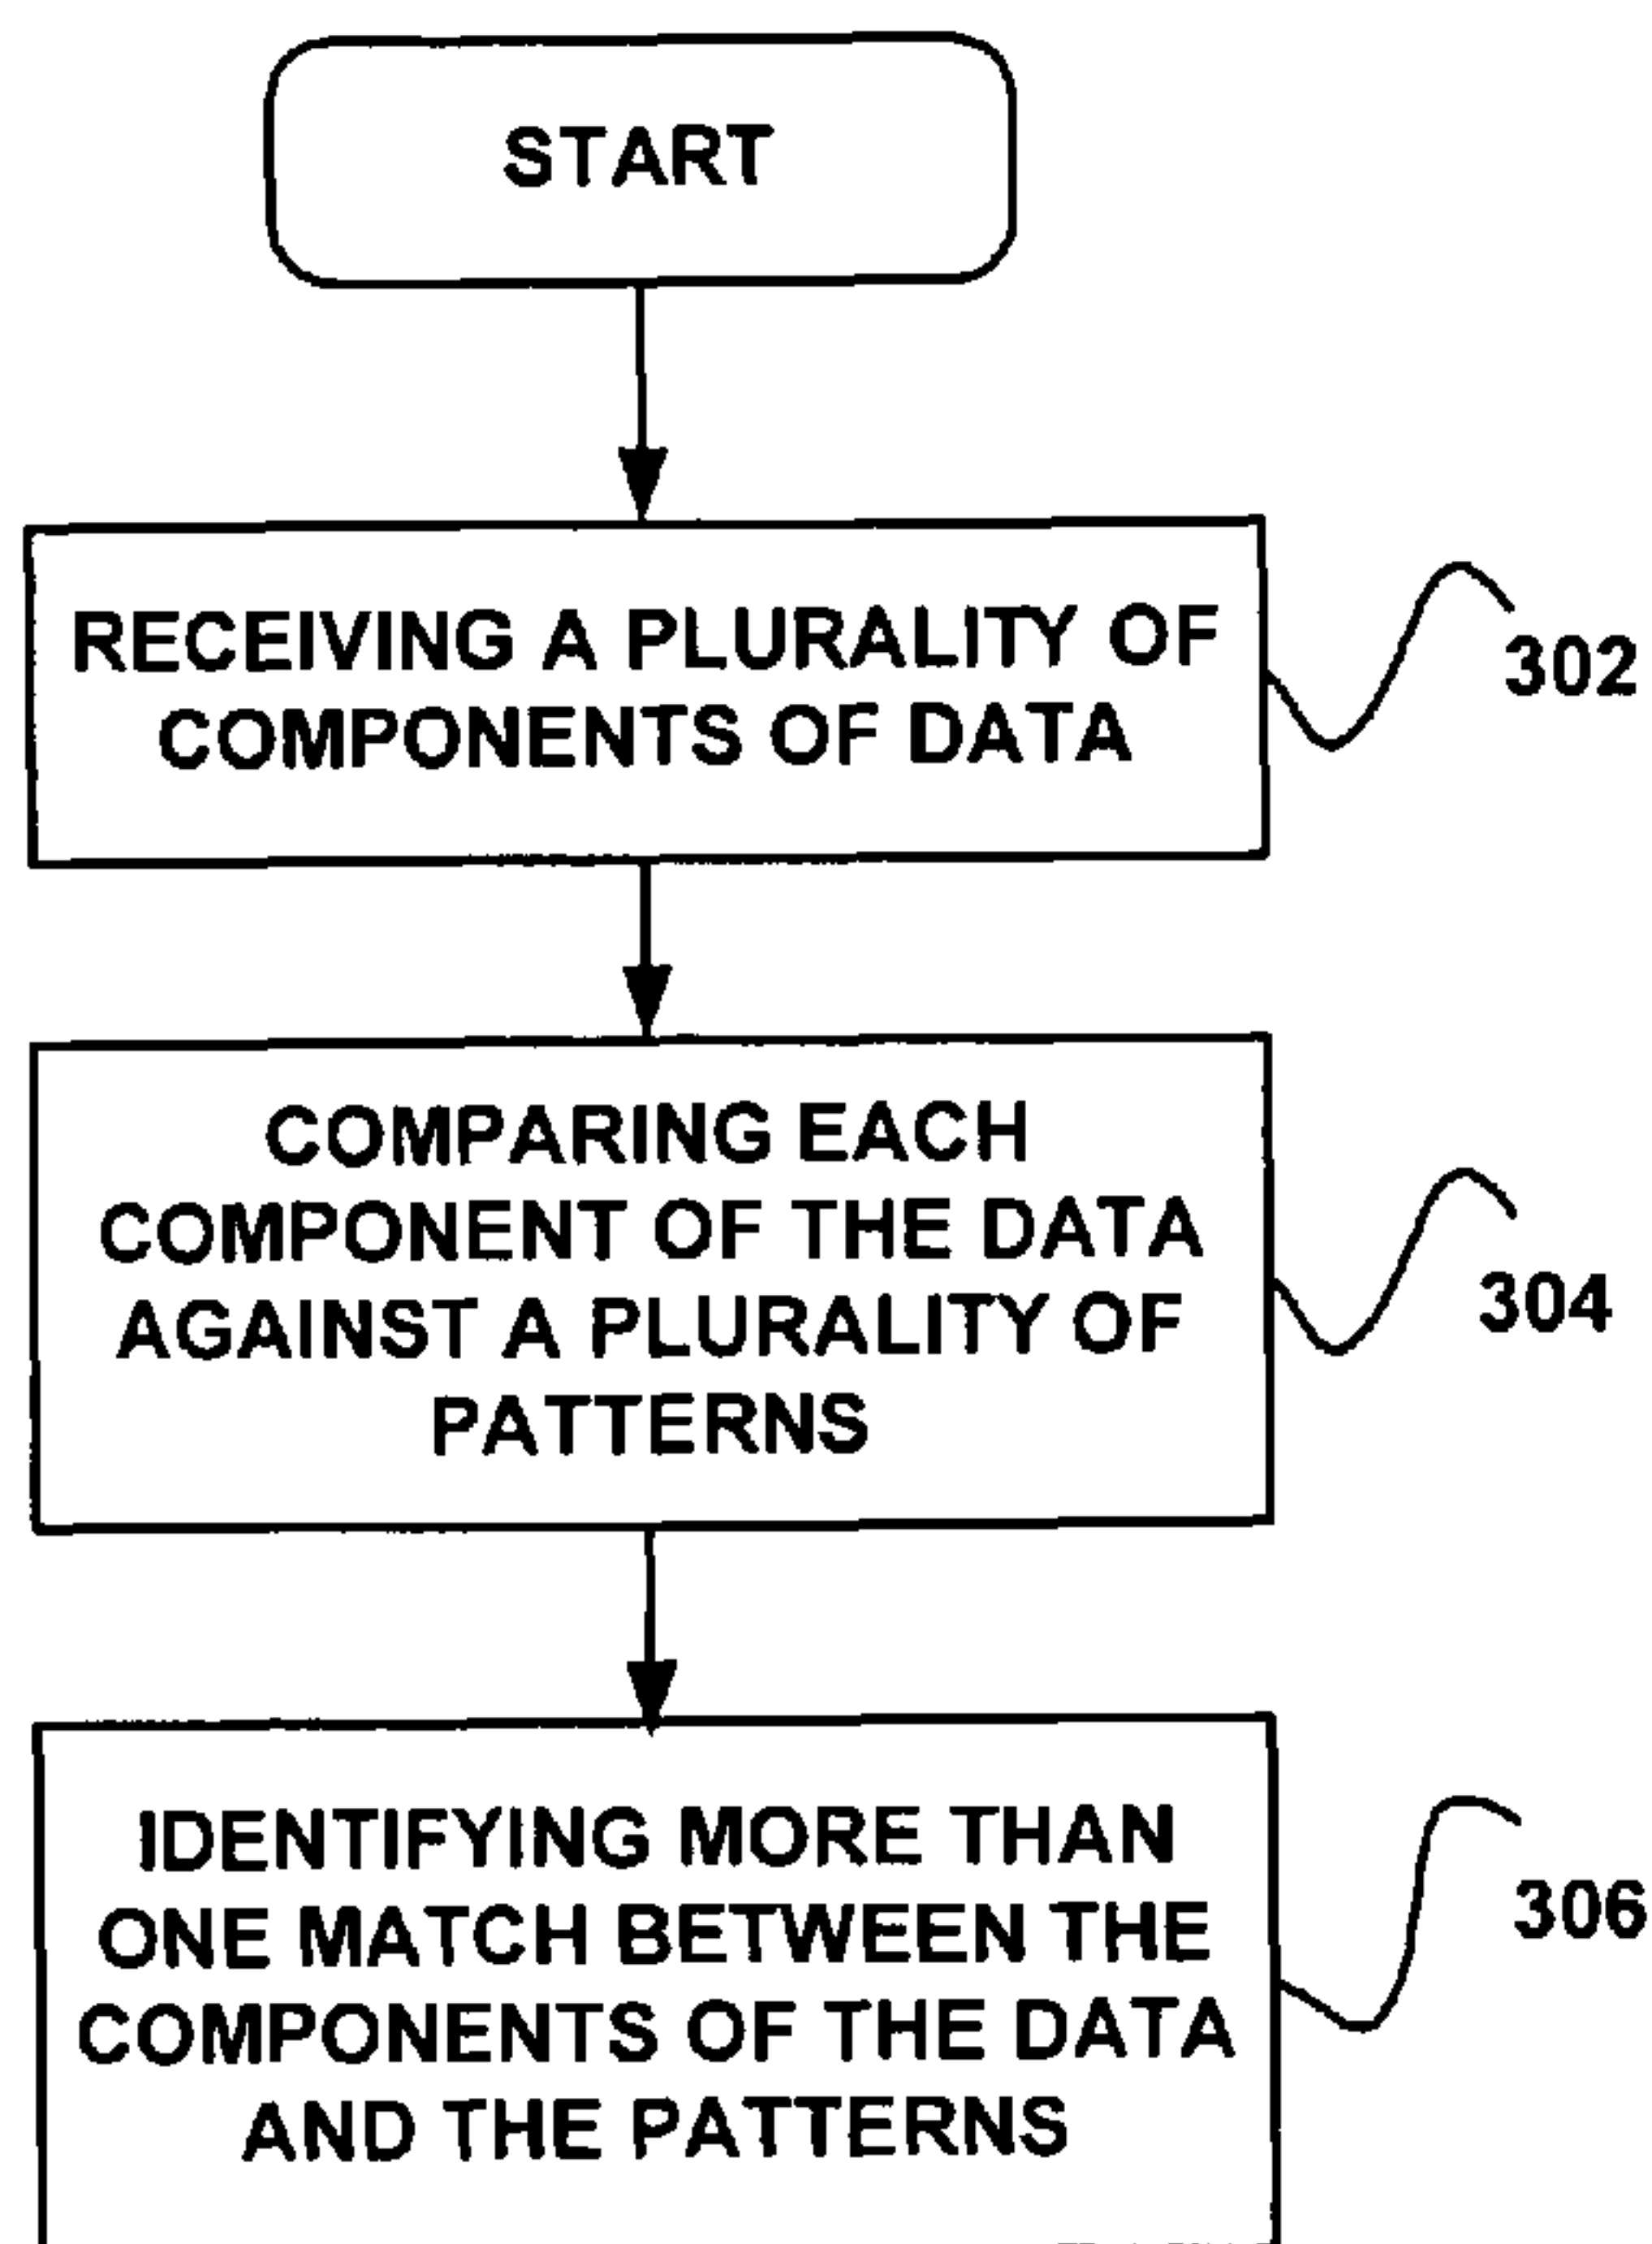 START
RECEIVING A PLURALITY OF
COMPONENTS OF DATA
302
COMPARING EACH
COMPONENT OF THE DATA
AGAINST A PLURALITY OF
PATTERNS
304
IDENTIFYING MORE THAN
ONE MATCH BETWEEN THE
COMPONENTS OF THE DATA
AND THE PATTERNS
306